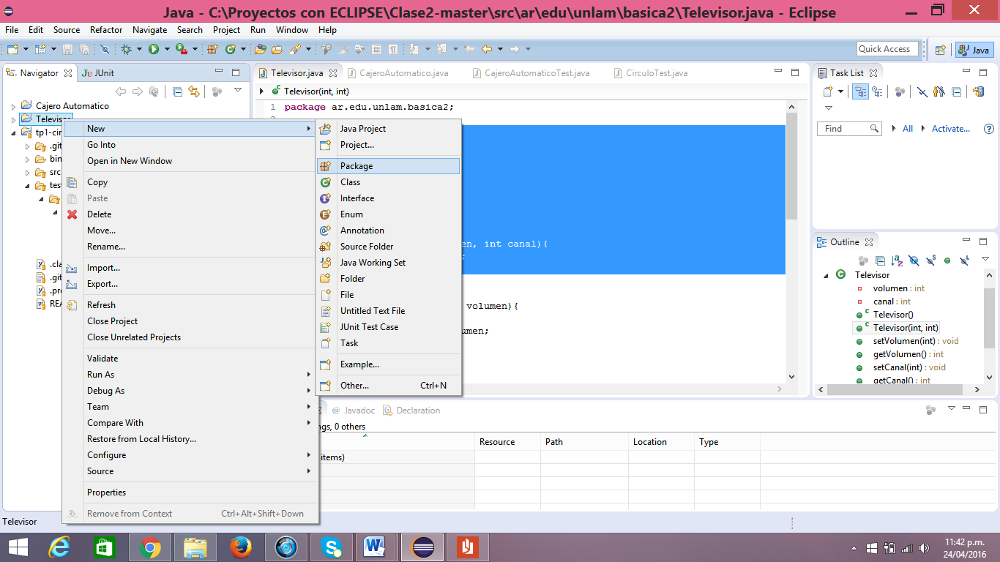 Java - C:\Proyectos con ECLIPSE\Clase2-master\src\ar\edu\unlam\basica2\Televisor.java - Eclipse
File Edit Source Refactor Navigate Search Project Run Window Help
Quick Access
Java
Navigator
JUnit
Cajero Automatico
Televisor
tp1-cir
.git
bin
src
tes
.cla
.git
.pro
REA
New
Go Into
Open in New Window
Copy
Paste
Delete
Move...
Rename...
Import...
Export...
Refresh
Close Project
Close Unrelated Projects
Validate
Run As
Debug As
Team
Compare With
Restore from Local History...
Configure
Source
Properties
Remove from Context Ctrl+Alt+Shift+Down
Java Project
Project...
Package
Class
Interface
Enum
Annotation
Source Folder
Java Working Set
Folder
File
Untitled Text File
JUnit Test Case
Task
Example...
Other... Ctrl+N
Televisor.java CajeroAutomatico.java CajeroAutomaticoTest.java CirculoTest.java
Televisor(int, int)
1 package ar.edu.unlam.basica2;
en, int canal){
;
volumen){
umen;
Task List
Find
All
Activate...
Outline
Televisor
volumen : int
canal : int
Televisor()
Televisor(int, int)
setVolumen(int) : void
getVolumen() : int
setCanal(int) : void
getCanal() : int
@ Javadoc Declaration
ngs, 0 others
Resource Path Location Type
items)
Televisor
11:42 p.m.
24/04/2016